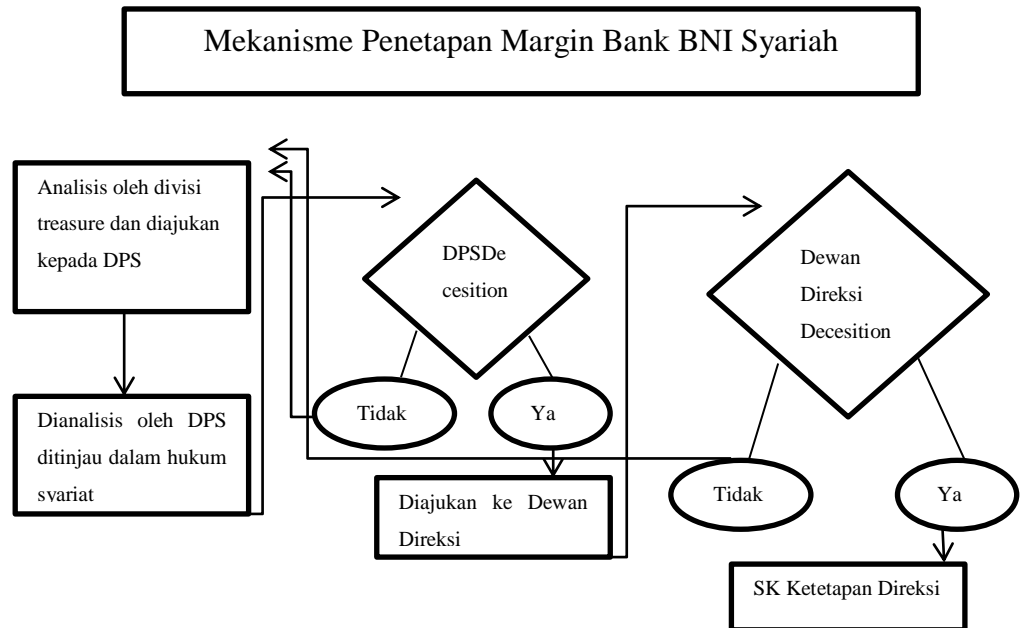 Mekanisme Penetapan Margin Bank BNI Syariah
Analisis oleh divisi
treasure dan diajukan
kepada DPS
Dianalisis oleh DPS
ditinjau dalam hukum
syariat
DPSDe
cesition
Tidak
Ya
Diajukan ke Dewan
Direksi
Dewan
Direksi
Decesition
Tidak
Ya
SK Ketetapan Direksi